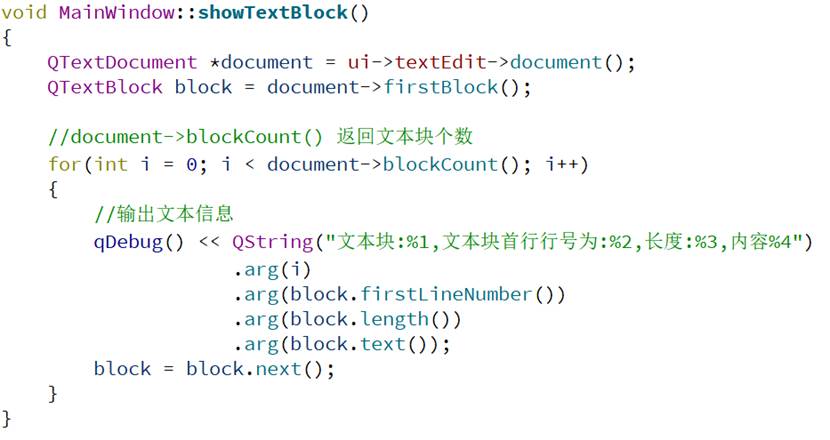 void MainWindow::showTextBlock()
{
    QTextDocument *document = ui->textEdit->document();
    QTextBlock block = document->firstBlock();

    //document->blockCount() 返回文本块个数
    for(int i = 0; i < document->blockCount(); i++)
    {
        //输出文本信息
        qDebug() << QString("文本块:%1,文本块首行行号为:%2,长度:%3,内容%4")
                    .arg(i)
                    .arg(block.firstLineNumber())
                    .arg(block.length())
                    .arg(block.text());
        block = block.next();
    }
}